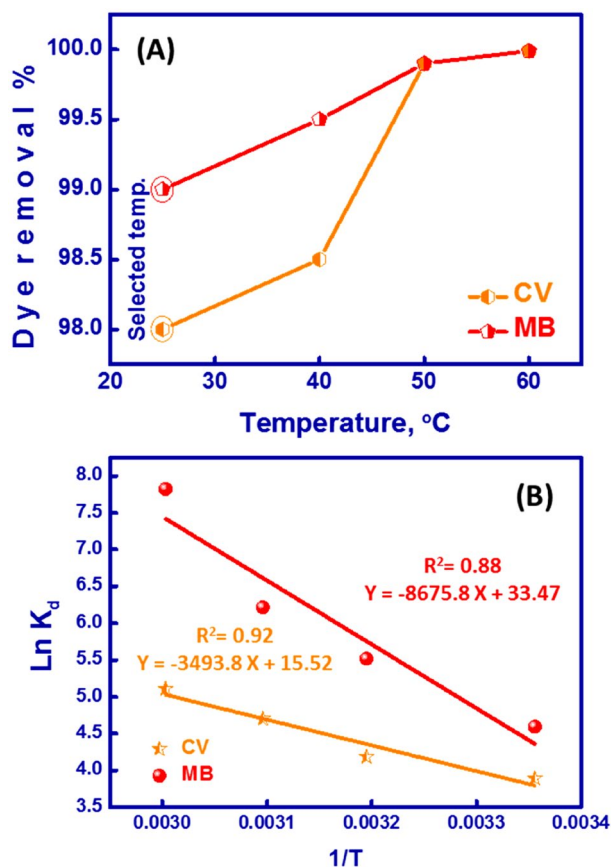 (A)
Dye removal %
100.0
99.5
99.0
98.5
98.0
Selected temp.
CV
MB
20 30 40 50 60
Temperature, °C
(B)
Ln K_d
8.0
7.5
7.0
6.5
6.0
5.5
5.0
4.5
4.0
3.5
R²= 0.88
Y = -8675.8 X + 33.47
R²= 0.92
Y = -3493.8 X + 15.52
CV
MB
0.0030 0.0031 0.0032 0.0033 0.0034
1/T